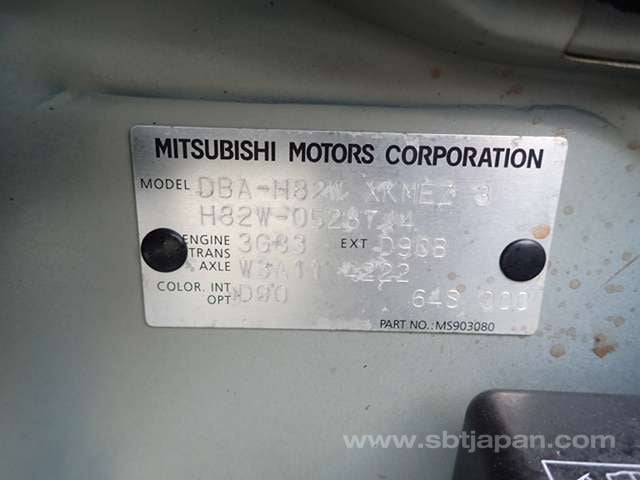 MITSUBISHI MOTORS CORPORATION
MODEL DBA-H82W
ENGINE 3G83 EXT
TRANS
AXLE
COLOR. INT D90
OPT 64S 000
PART NO.: MS903080
www.sbtjapan.com